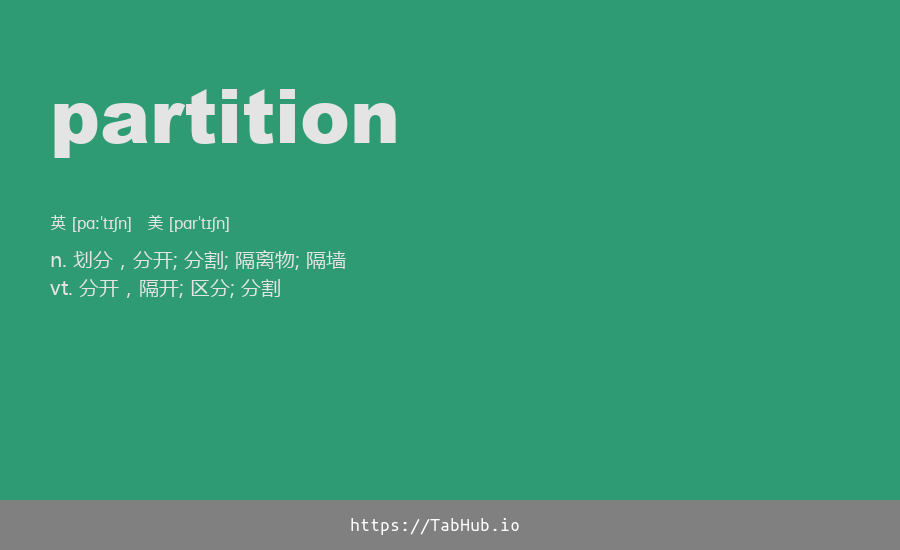 partition
英 [pɑːˈtɪʃn] 美 [pɑrˈtɪʃn]
n. 划分，分开; 分割; 隔离物; 隔墙
vt. 分开，隔开; 区分; 分割
https://TabHub.io